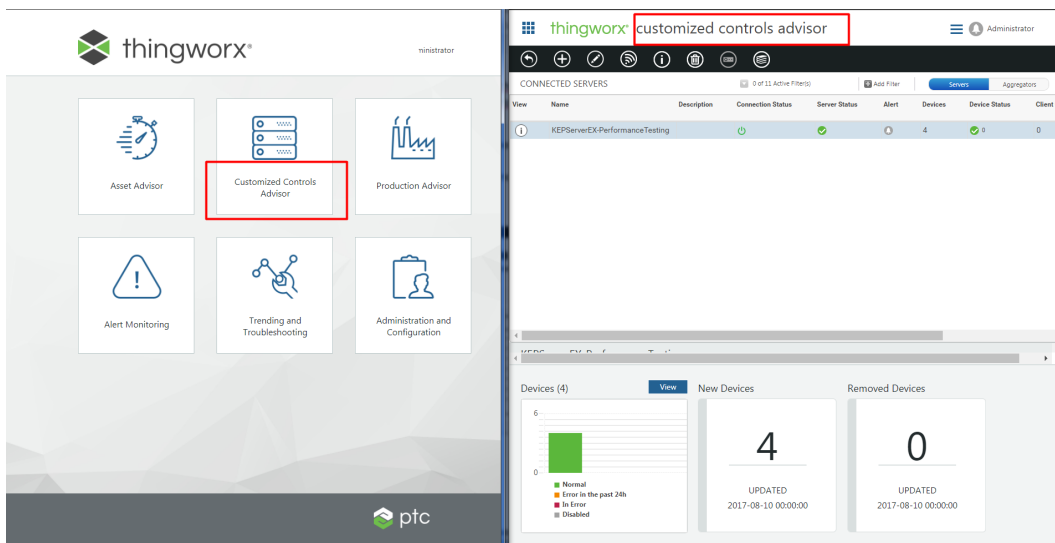 thingworx
ministrator
Asset Advisor
Customized Controls
Advisor
Production Advisor
Alert Monitoring
Trending and
Troubleshooting
Administration and
Configuration
ptc
thingworx customized controls advisor
Administrator
CONNECTED SERVERS
0 of 11 Active Filter(s)
Add Filter
Servers
Aggregators
View Name Description Connection Status Server Status Alert Devices Device Status Client
KEPServerEX-PerformanceTesting 4 0 0
Devices (4)
View
6
0
Normal
Error in the past 24h
In Error
Disabled
New Devices
4
UPDATED
2017-08-10 00:00:00
Removed Devices
0
UPDATED
2017-08-10 00:00:00